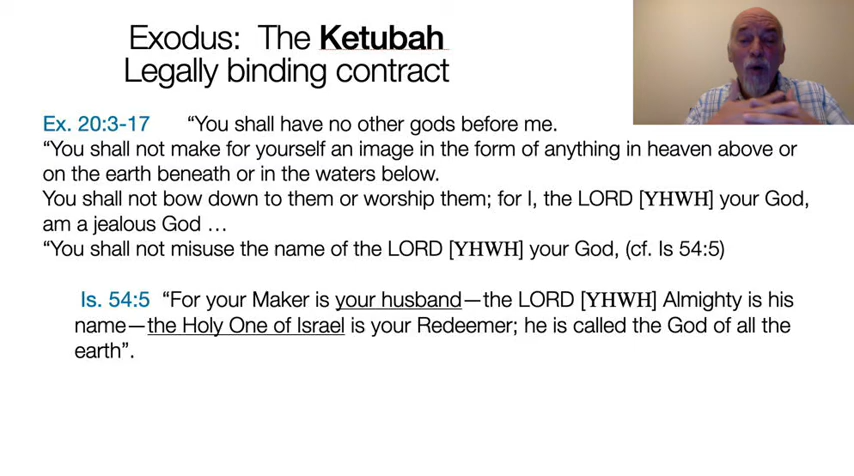 Exodus: The Ketubah
Legally binding contract
Ex. 20:3-17 “You shall have no other gods before me.
“You shall not make for yourself an image in the form of anything in heaven above or
on the earth beneath or in the waters below.
You shall not bow down to them or worship them; for I, the LORD [YHWH] your God,
am a jealous God …
“You shall not misuse the name of the LORD [YHWH] your God, (cf. Is 54:5)
Is. 54:5 “For your Maker is your husband—the LORD [YHWH] Almighty is his
name—the Holy One of Israel is your Redeemer; he is called the God of all the
earth”.